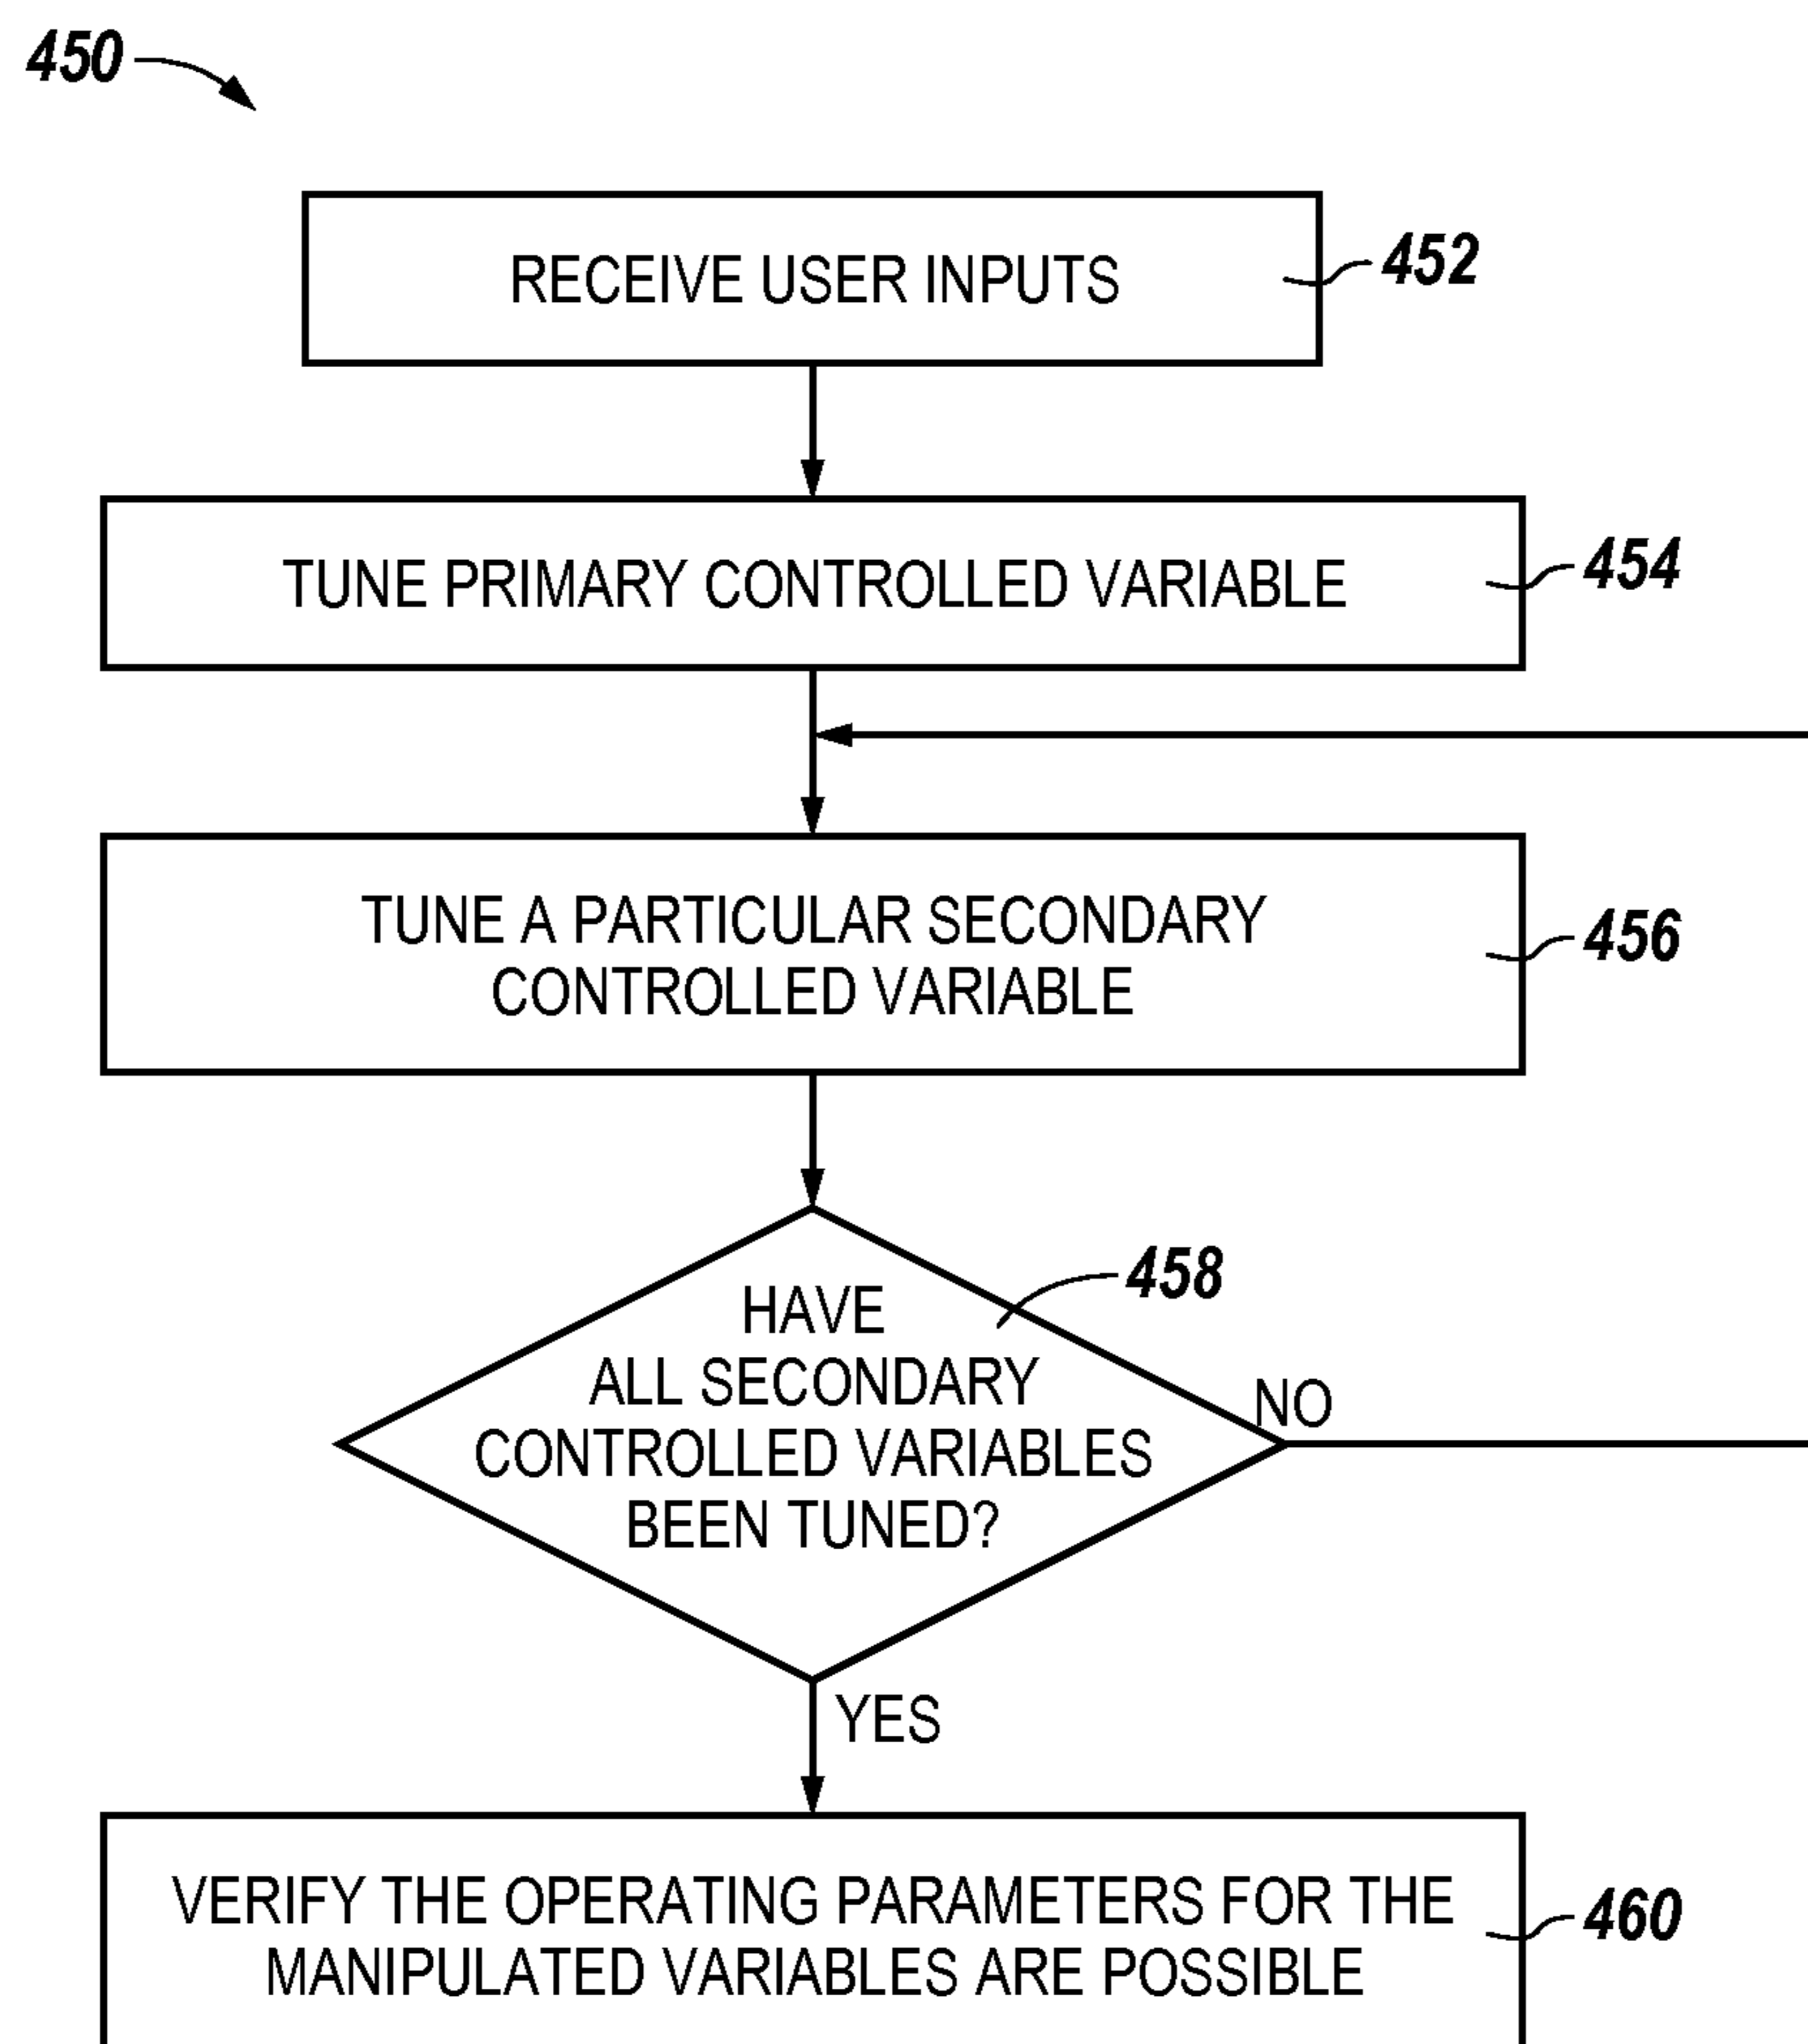 450
RECEIVE USER INPUTS
452
TUNE PRIMARY CONTROLLED VARIABLE
454
TUNE A PARTICULAR SECONDARY
CONTROLLED VARIABLE
456
458
HAVE
ALL SECONDARY
CONTROLLED VARIABLES
BEEN TUNED?
NO
YES
VERIFY THE OPERATING PARAMETERS FOR THE
MANIPULATED VARIABLES ARE POSSIBLE
460